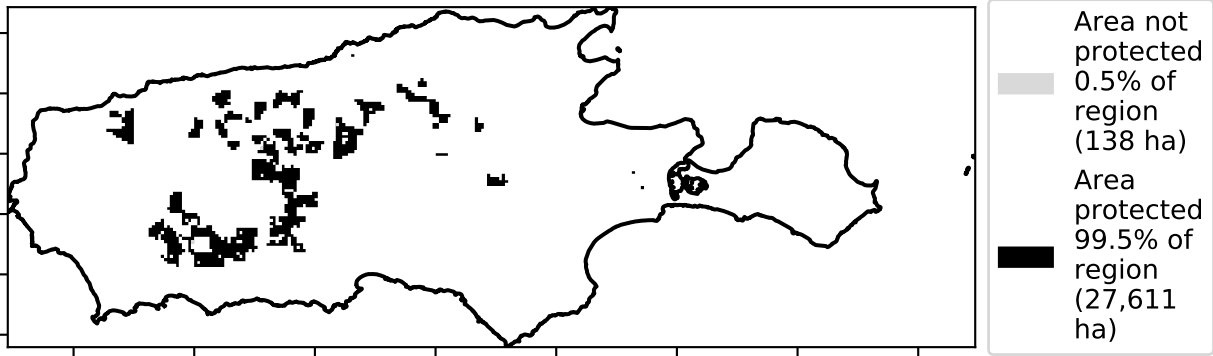 Area not
protected
0.5% of
region
(138 ha)
Area
protected
99.5% of
region
(27,611
ha)